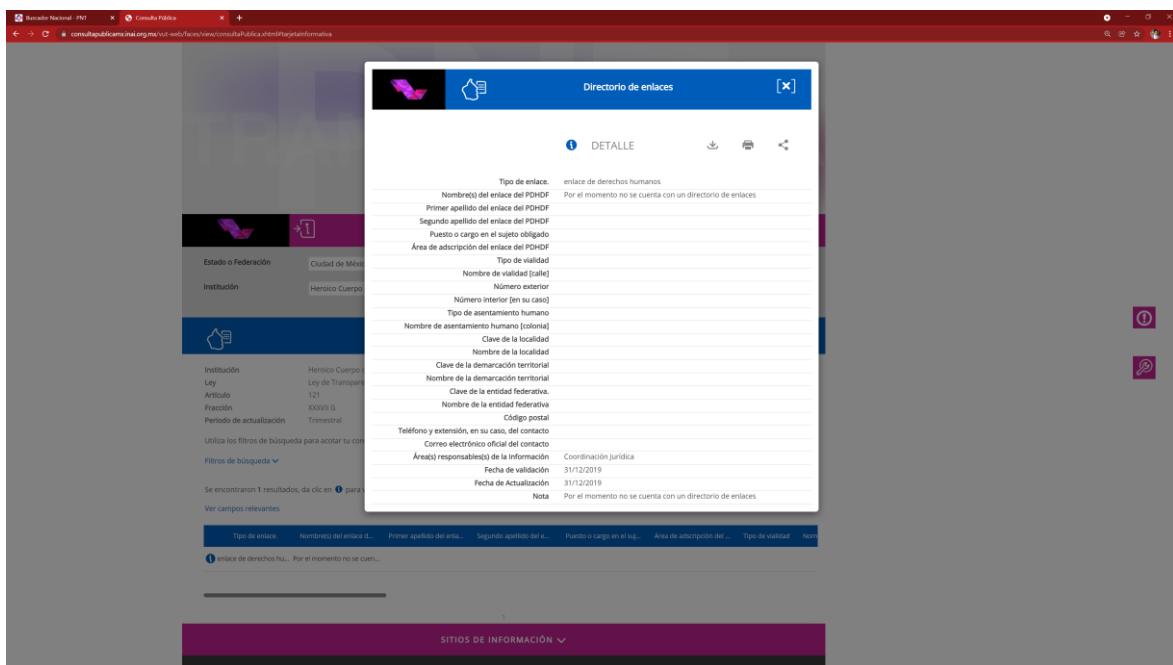 Buscador Nacional - PNT
Consulta Pública
consultapublicamx.inai.org.mx/vut-web/faces/view/consultaPublica.xhtml#tarjetaInformativa
Directorio de enlaces
DETALLE
Tipo de enlace. enlace de derechos humanos
Nombre(s) del enlace del PDHDF Por el momento no se cuenta con un directorio de enlaces
Primer apellido del enlace del PDHDF
Segundo apellido del enlace del PDHDF
Puesto o cargo en el sujeto obligado
Área de adscripción del enlace del PDHDF
Tipo de vialidad
Nombre de vialidad [calle]
Número exterior
Número interior [en su caso]
Tipo de asentamiento humano
Nombre de asentamiento humano [colonia]
Clave de la localidad
Nombre de la localidad
Clave de la demarcación territorial
Nombre de la demarcación territorial
Clave de la entidad federativa.
Nombre de la entidad federativa
Código postal
Teléfono y extensión, en su caso, del contacto
Correo electrónico oficial del contacto
Área(s) responsables(s) de la Información Coordinación Jurídica
Fecha de validación 31/12/2019
Fecha de Actualización 31/12/2019
Nota Por el momento no se cuenta con un directorio de enlaces
TRAN
Estado o Federación Ciudad de Méxic
Institución Heroico Cuerpo
Institución Heroico Cuerpo
Ley Ley de Transpare
Artículo 121
Fracción XXXVII G
Periodo de actualización Trimestral
Utiliza los filtros de búsqueda para acotar tu con
Filtros de búsqueda
Se encontraron 1 resultados, da clic en para v
Ver campos relevantes
Tipo de enlace. Nombre(s) del enlace d... Primer apellido del enla... Segundo apellido del e... Puesto o cargo en el suj... Área de adscripción del ... Tipo de vialidad Nom
enlace de derechos hu... Por el momento no se cuen...
1
SITIOS DE INFORMACIÓN